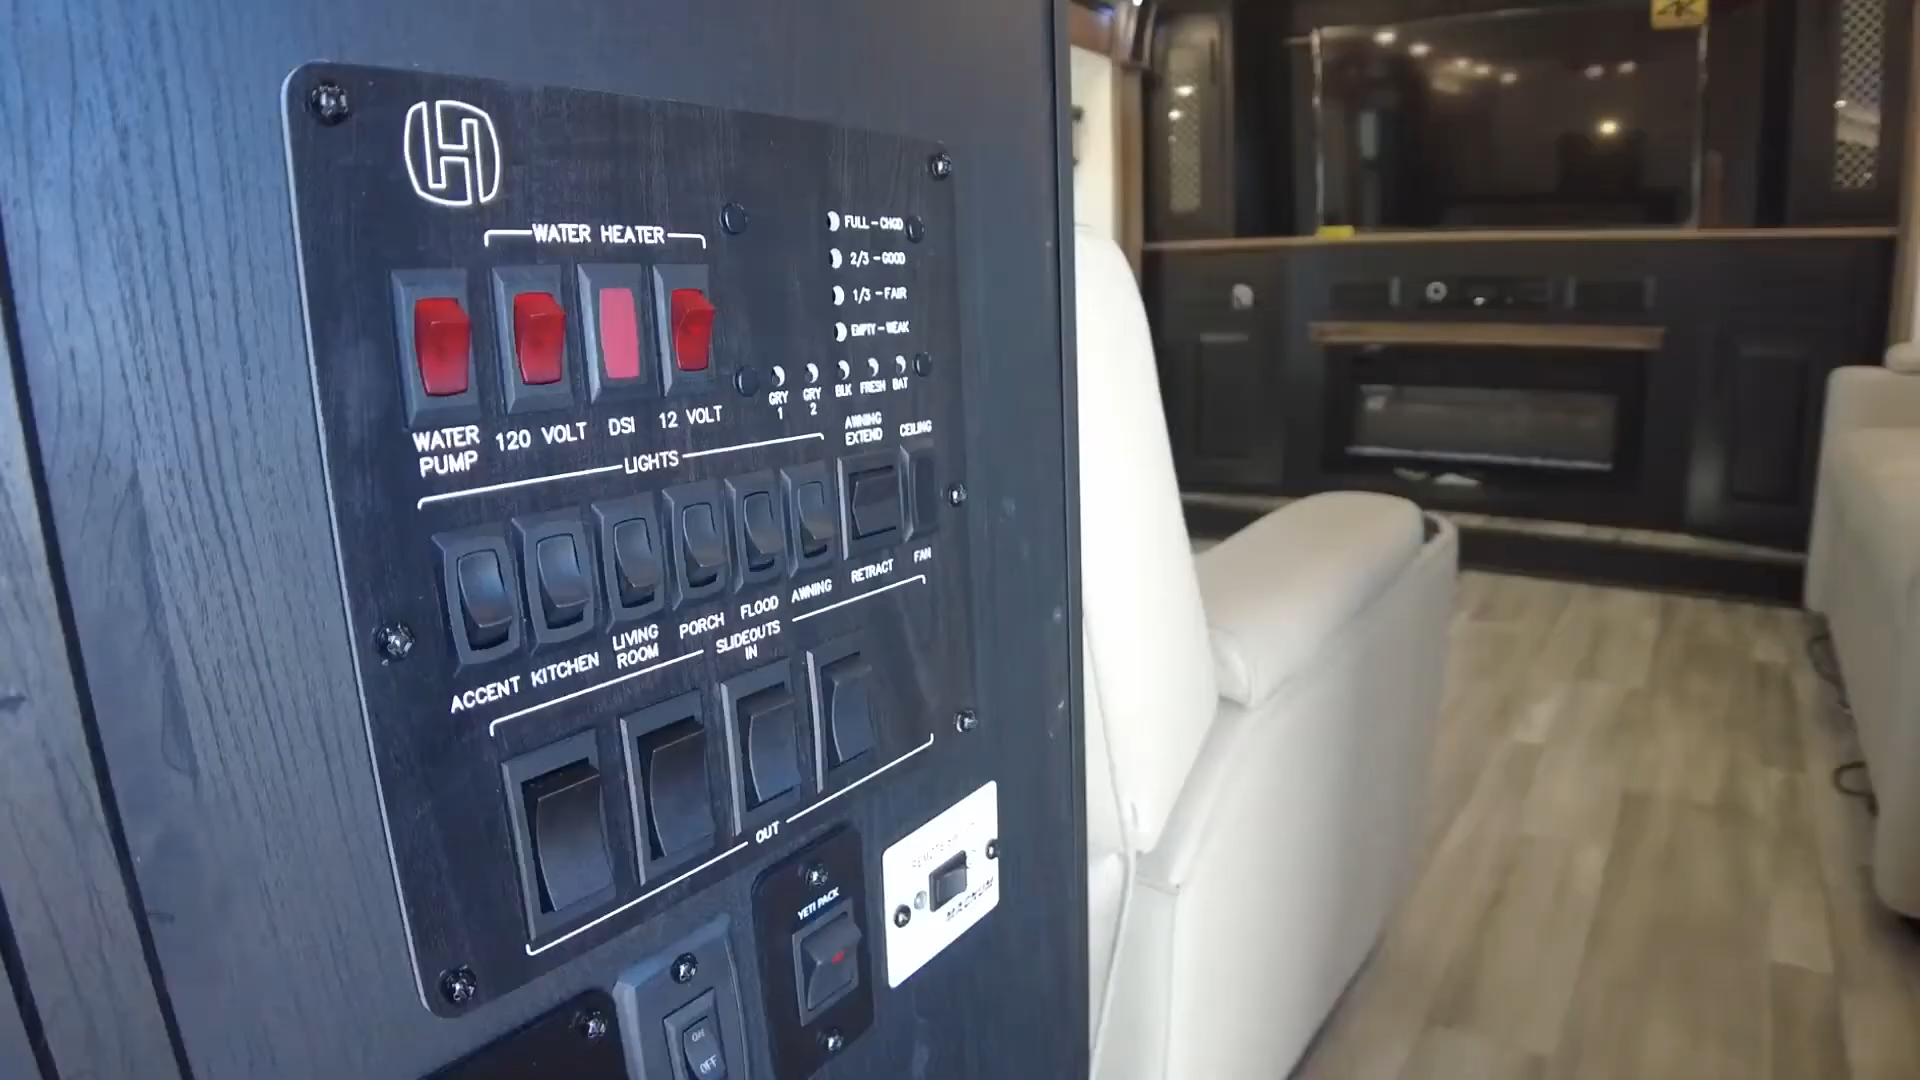 H
WATER HEATER
FULL - CHGD
2/3 - GOOD
1/3 - FAIR
EMPTY - WEAK
GRY 1
GRY 2
BLK
FRESH
BAT
WATER PUMP
120 VOLT
DSI
12 VOLT
LIGHTS
AWNING EXTEND
CEILING
ACCENT
KITCHEN
LIVING ROOM
PORCH
FLOOD
AWNING
RETRACT
FAN
SLIDEOUTS
IN
OUT
YETI PACK
MAGNUM
ON
OFF
4K